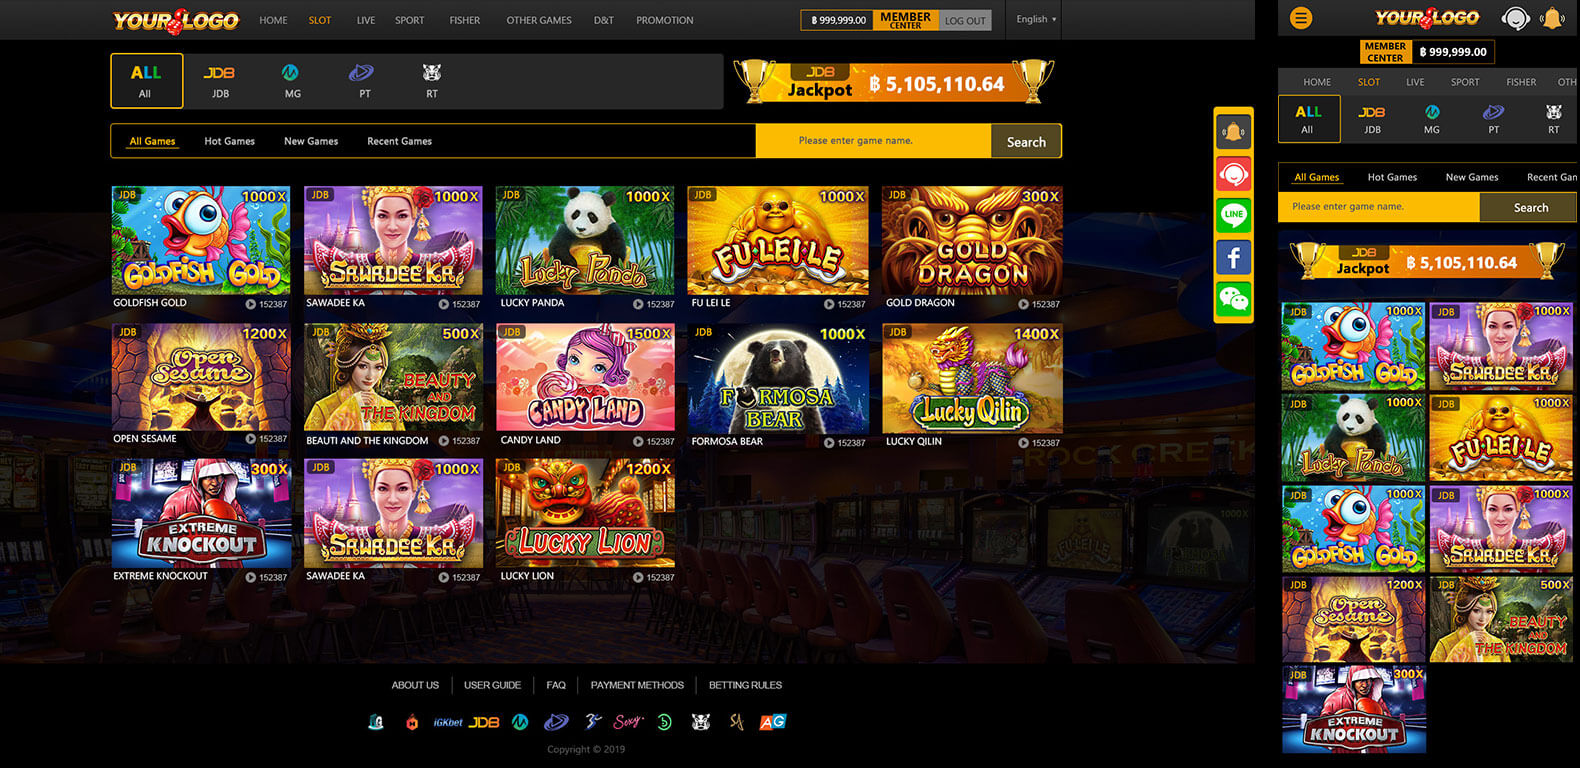 YOUR LOGO HOME SLOT LIVE SPORT FISHER OTHER GAMES D&T PROMOTION ฿ 999,999.00 MEMBER CENTER LOG OUT English
ALL JDB
All JDB MG PT RT
JDB
Jackpot ฿ 5,105,110.64
All Games Hot Games New Games Recent Games Please enter game name. Search
LINE
JDB 1000X JDB 1000X JDB 1000X JDB 1000X JDB 300X
GOLDFISH GOLD SAWADEE KA Lucky Panda FU LEI LE GOLD DRAGON
GOLDFISH GOLD 152387 SAWADEE KA 152387 LUCKY PANDA 152387 FU LEI LE 152387 GOLD DRAGON 152387
JDB 1200X JDB 500X JDB 1500X JDB 1000X JDB 1400X
Open Sesame BEAUTY AND THE KINGDOM CANDY LAND FORMOSA BEAR Lucky Qilin
OPEN SESAME 152387 BEAUTI AND THE KINGDOM 152387 CANDY LAND 152387 FORMOSA BEAR 152387 LUCKY QILIN 152387
JDB 300X JDB 1000X JDB 1200X
EXTREME KNOCKOUT SAWADEE KA LUCKY LION
EXTREME KNOCKOUT 152387 SAWADEE KA 152387 LUCKY LION 152387
ROCK CREEK
1000X
FU LEI LE FORMOSA BEAR
ABOUT US USER GUIDE FAQ PAYMENT METHODS BETTING RULES
iGKbet JDB Sexy SA AG
Copyright © 2019
YOUR LOGO
MEMBER CENTER ฿ 999,999.00
HOME SLOT LIVE SPORT FISHER OTH
ALL JDB
All JDB MG PT RT
All Games Hot Games New Games Recent Gam
Please enter game name. Search
JDB
Jackpot ฿ 5,105,110.64
JDB 1000X JDB 1000X
GOLDFISH GOLD SAWADEE KA
JDB 1000X JDB 1000X
Lucky Panda FU LEI LE
JDB 1000X JDB 1000X
GOLDFISH GOLD SAWADEE KA
JDB 1200X JDB 500X
Open Sesame BEAUTY AND THE KINGDOM
JDB 300X
EXTREME KNOCKOUT